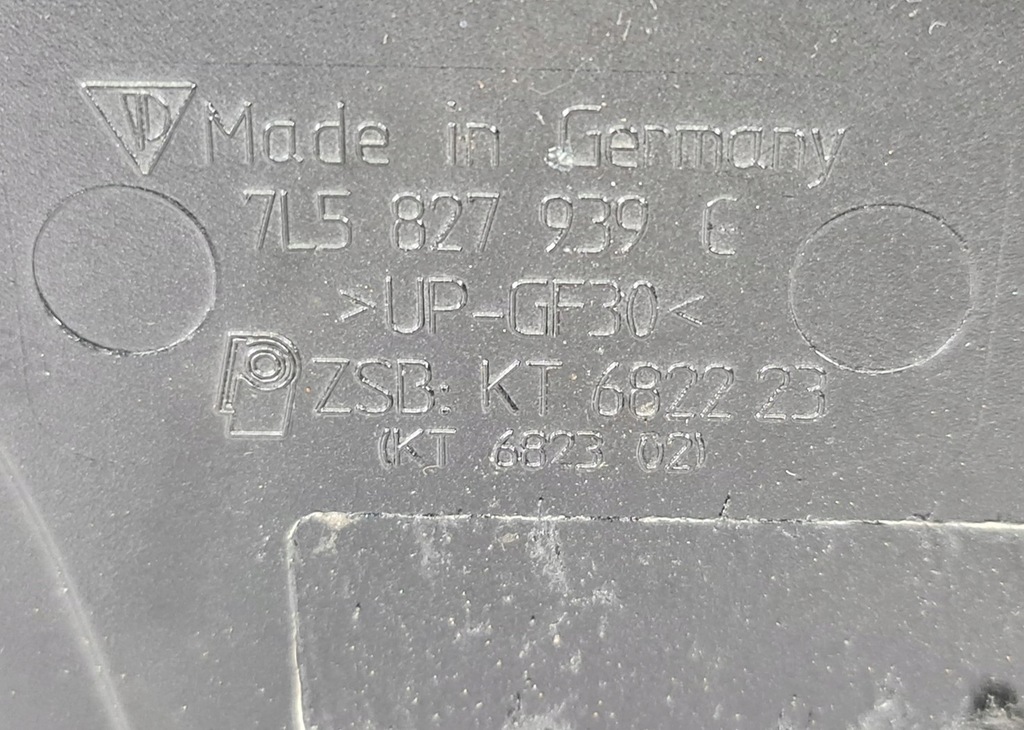 Made in Germany
7L5 827 939 G
>UP-GF30<
ZSB: KT 6822 23
(KT 6823 02)